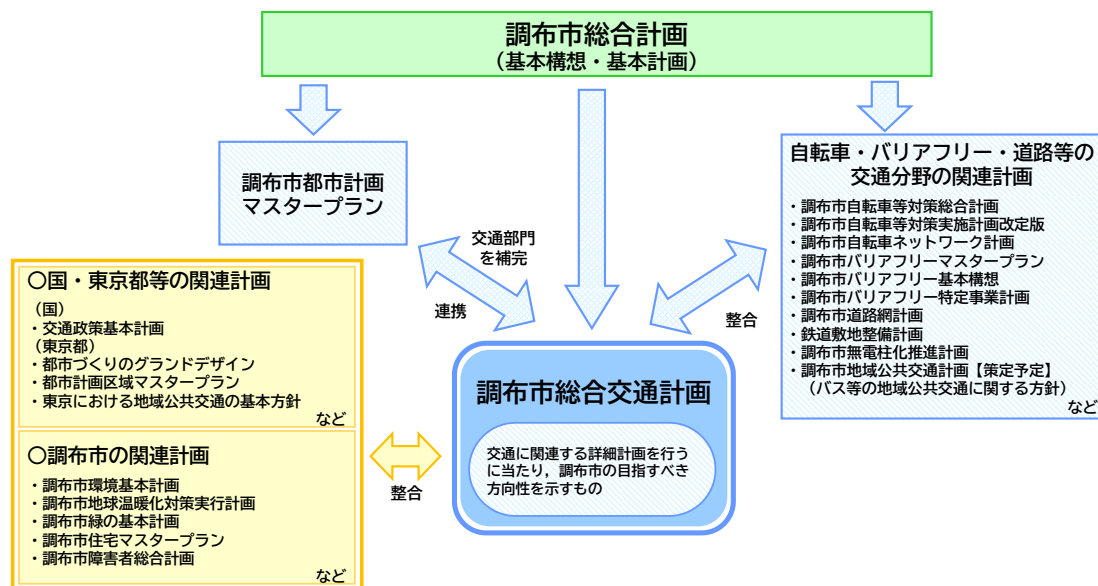 調布市総合計画
（基本構想・基本計画）
調布市都市計画
マスタープラン
自転車・バリアフリー・道路等の
交通分野の関連計画
・調布市自転車等対策総合計画
・調布市自転車等対策実施計画改定版
・調布市自転車ネットワーク計画
・調布市バリアフリーマスタープラン
・調布市バリアフリー基本構想
・調布市バリアフリー特定事業計画
・調布市道路網計画
・鉄道敷地整備計画
・調布市無電柱化推進計画
・調布市地域公共交通計画【策定予定】
（バス等の地域公共交通に関する方針）
など
交通部門
を補完
連携
整合
〇国・東京都等の関連計画
（国）
・交通政策基本計画
（東京都）
・都市づくりのグランドデザイン
・都市計画区域マスタープラン
・東京における地域公共交通の基本方針
など
〇調布市の関連計画
・調布市環境基本計画
・調布市地球温暖化対策実行計画
・調布市緑の基本計画
・調布市住宅マスタープラン
・調布市障害者総合計画
など
整合
調布市総合交通計画
交通に関連する詳細計画を行う
に当たり，調布市の目指すべき
方向性を示すもの